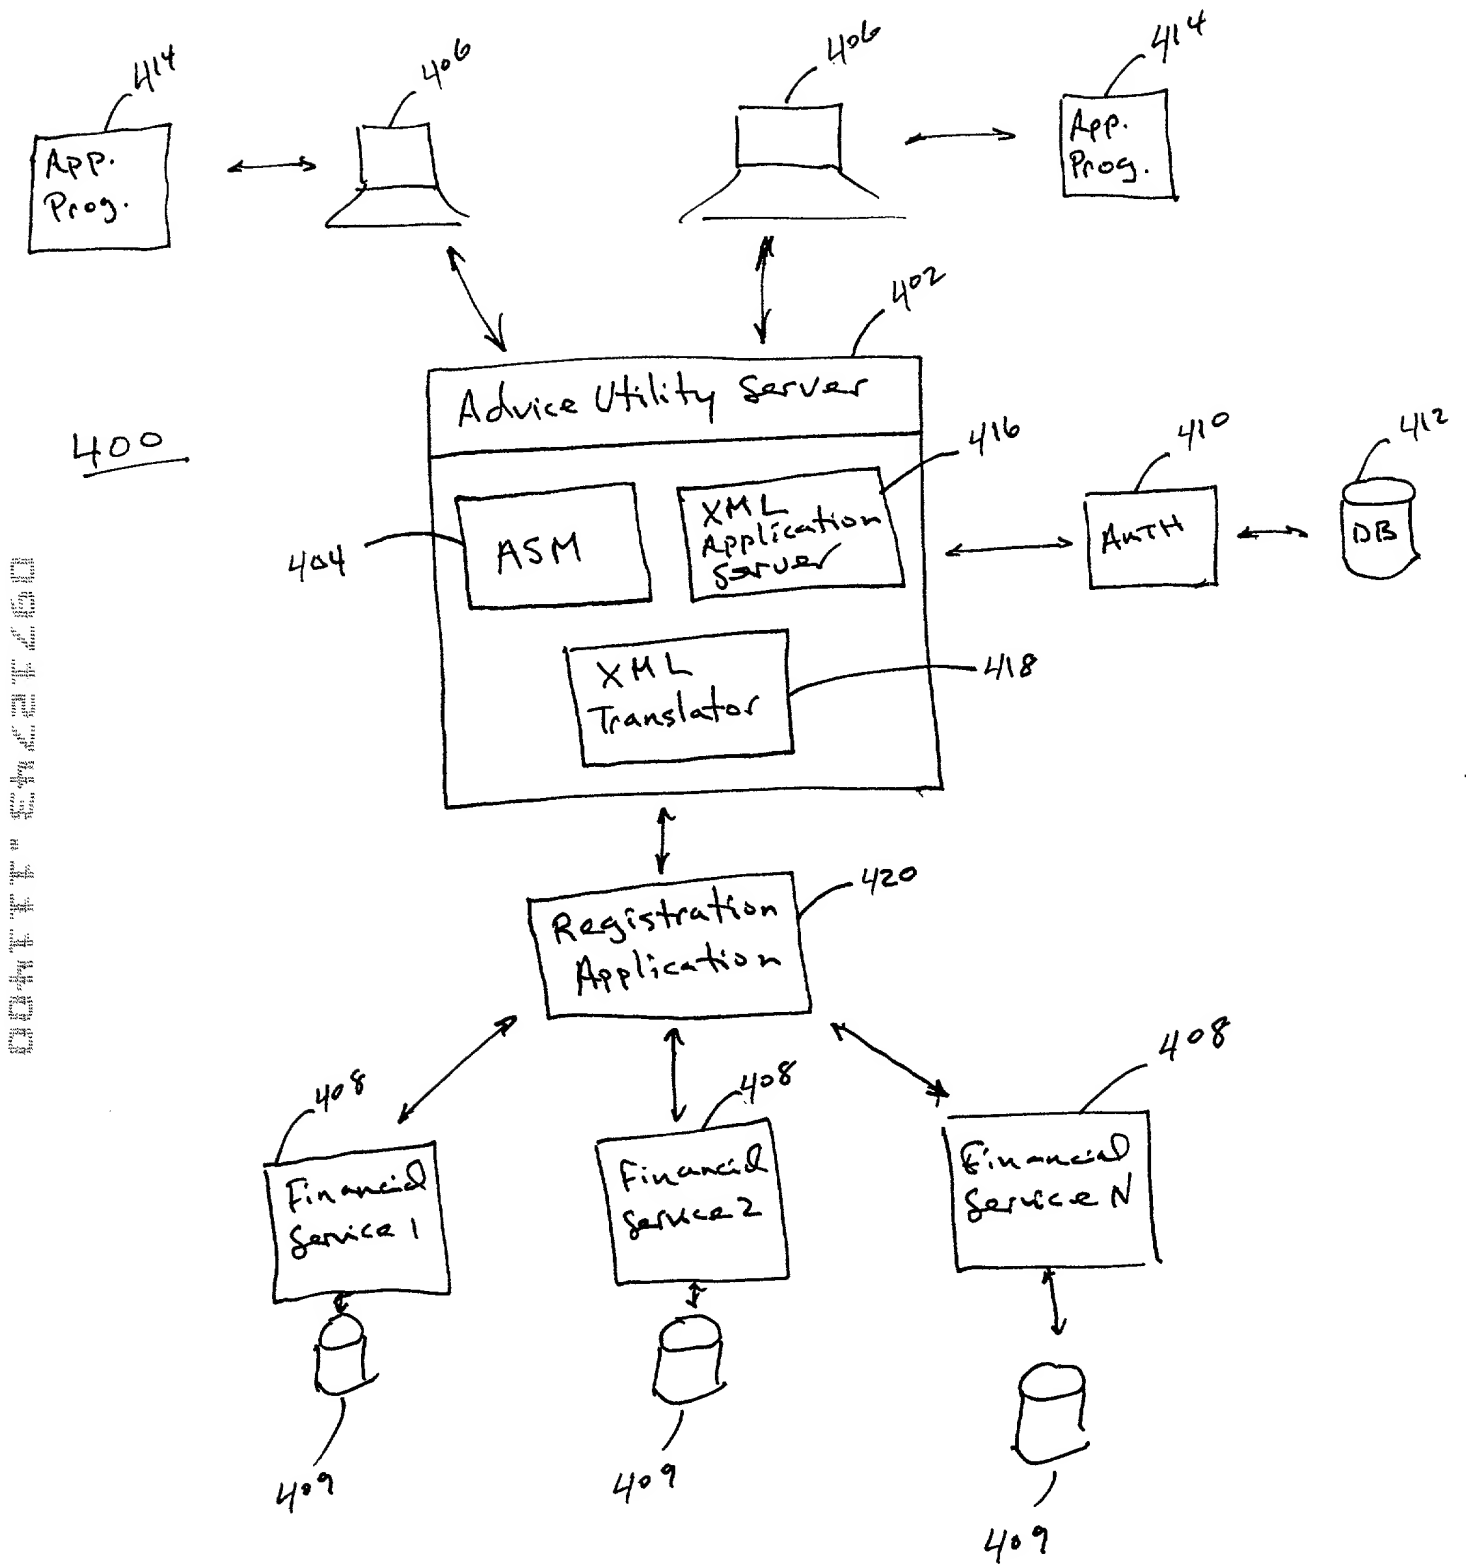 414
406
406
414
App.
Prog.
App.
Prog.
402
Advice Utility Server
400
416
410
412
404
ASM
XML
Application
Server
AUTH
DB
XML
Translator
418
420
Registration
Application
408
408
408
Financial
Service 1
Financial
Service 2
Financial
Service N
409
409
409
09712743.111400